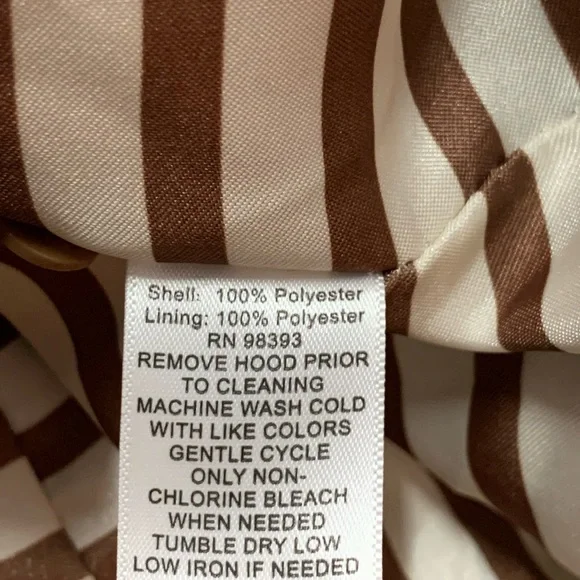 Shell: 100% Polyester
Lining: 100% Polyester
RN 98393
REMOVE HOOD PRIOR
TO CLEANING
MACHINE WASH COLD
WITH LIKE COLORS
GENTLE CYCLE
ONLY NON-
CHLORINE BLEACH
WHEN NEEDED
TUMBLE DRY LOW
LOW IRON IF NEEDED